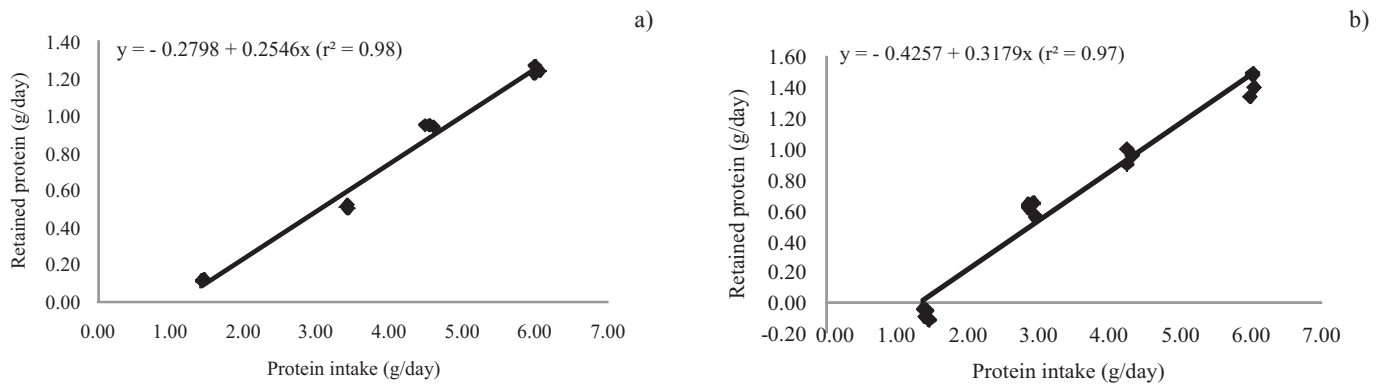 a)
y = - 0.2798 + 0.2546x (r² = 0.98)
Retained protein (g/day)
1.40
1.20
1.00
0.80
0.60
0.40
0.20
0.00
0.00 1.00 2.00 3.00 4.00 5.00 6.00 7.00
Protein intake (g/day)
b)
y = - 0.4257 + 0.3179x (r² = 0.97)
Retained protein (g/day)
1.60
1.40
1.20
1.00
0.80
0.60
0.40
0.20
0.00
-0.20
0.00 1.00 2.00 3.00 4.00 5.00 6.00 7.00
Protein intake (g/day)